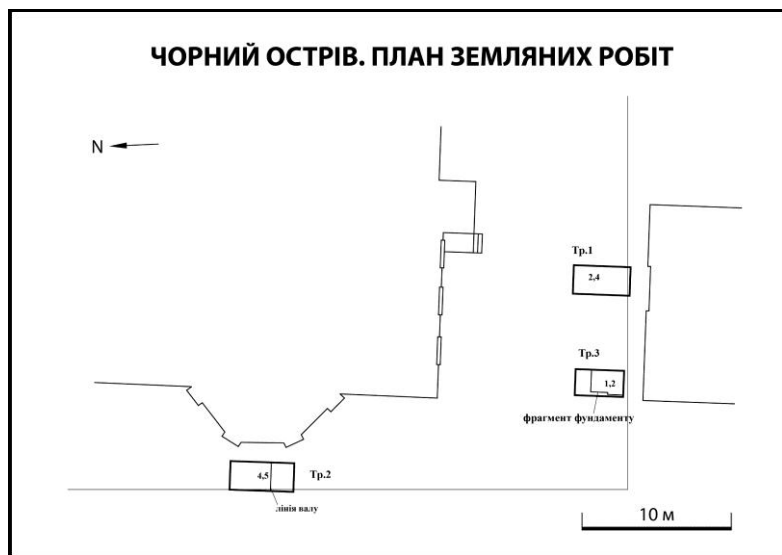 ЧОРНИЙ ОСТРІВ. ПЛАН ЗЕМЛЯНИХ РОБІТ
N
Тр.1
2,4
Тр.3
1,2
фрагмент фундаменту
4,5
Тр.2
лінія валу
10 м